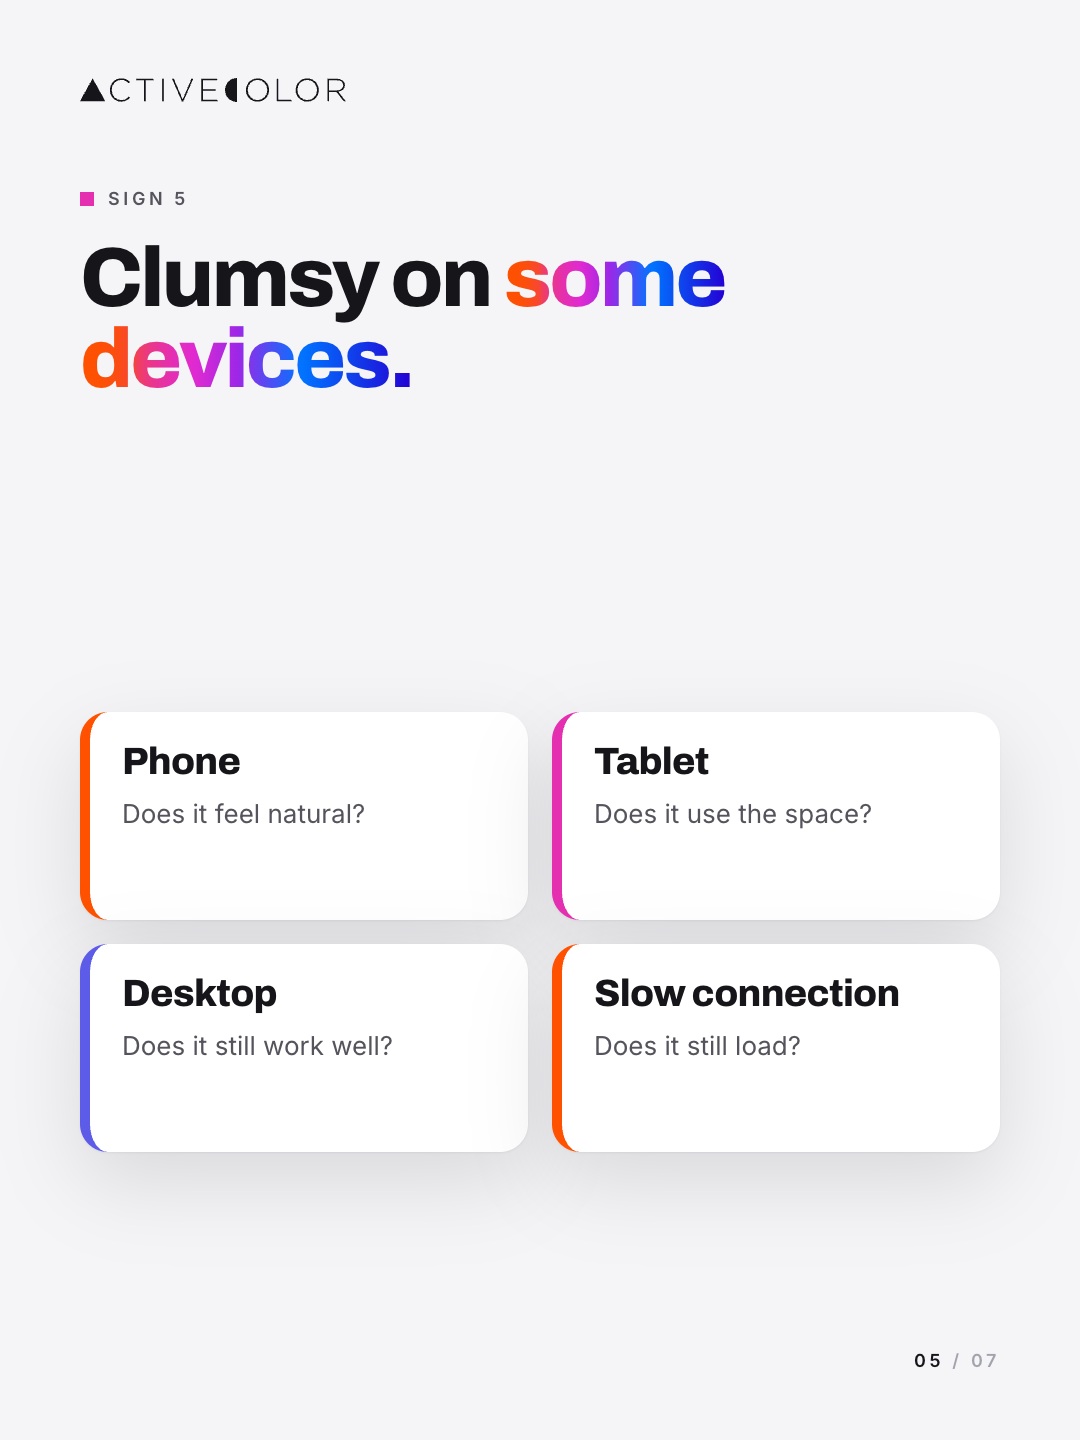 ACTIVECOLOR
SIGN 5
Clumsy on some
devices.
Phone
Does it feel natural?
Tablet
Does it use the space?
Desktop
Does it still work well?
Slow connection
Does it still load?
05 / 07